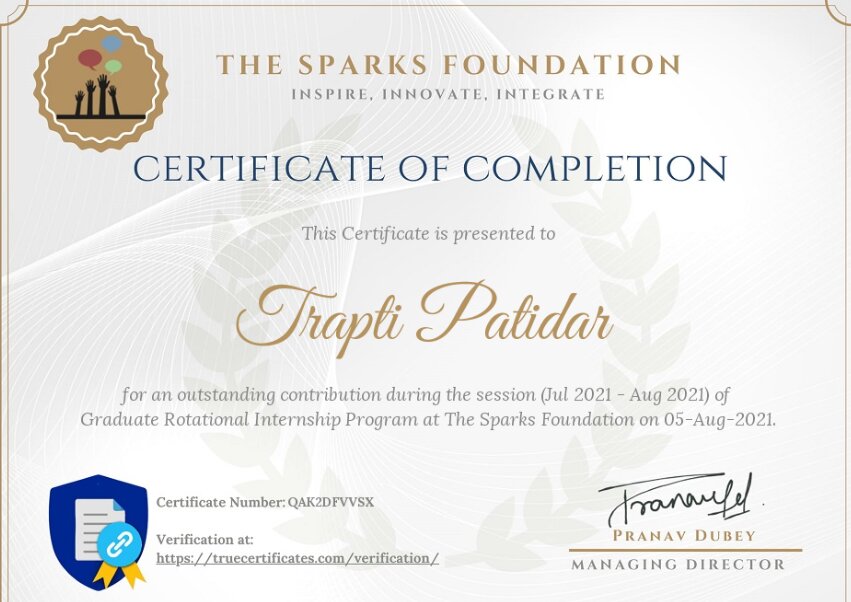 THE SPARKS FOUNDATION
INSPIRE, INNOVATE, INTEGRATE
CERTIFICATE OF COMPLETION
This Certificate is presented to
Trapti Patidar
for an outstanding contribution during the session (Jul 2021 - Aug 2021) of
Graduate Rotational Internship Program at The Sparks Foundation on 05-Aug-2021.
Certificate Number: QAK2DFVVSX
Verification at:
https://truecertificates.com/verification/
PRANAV DUBEY
MANAGING DIRECTOR